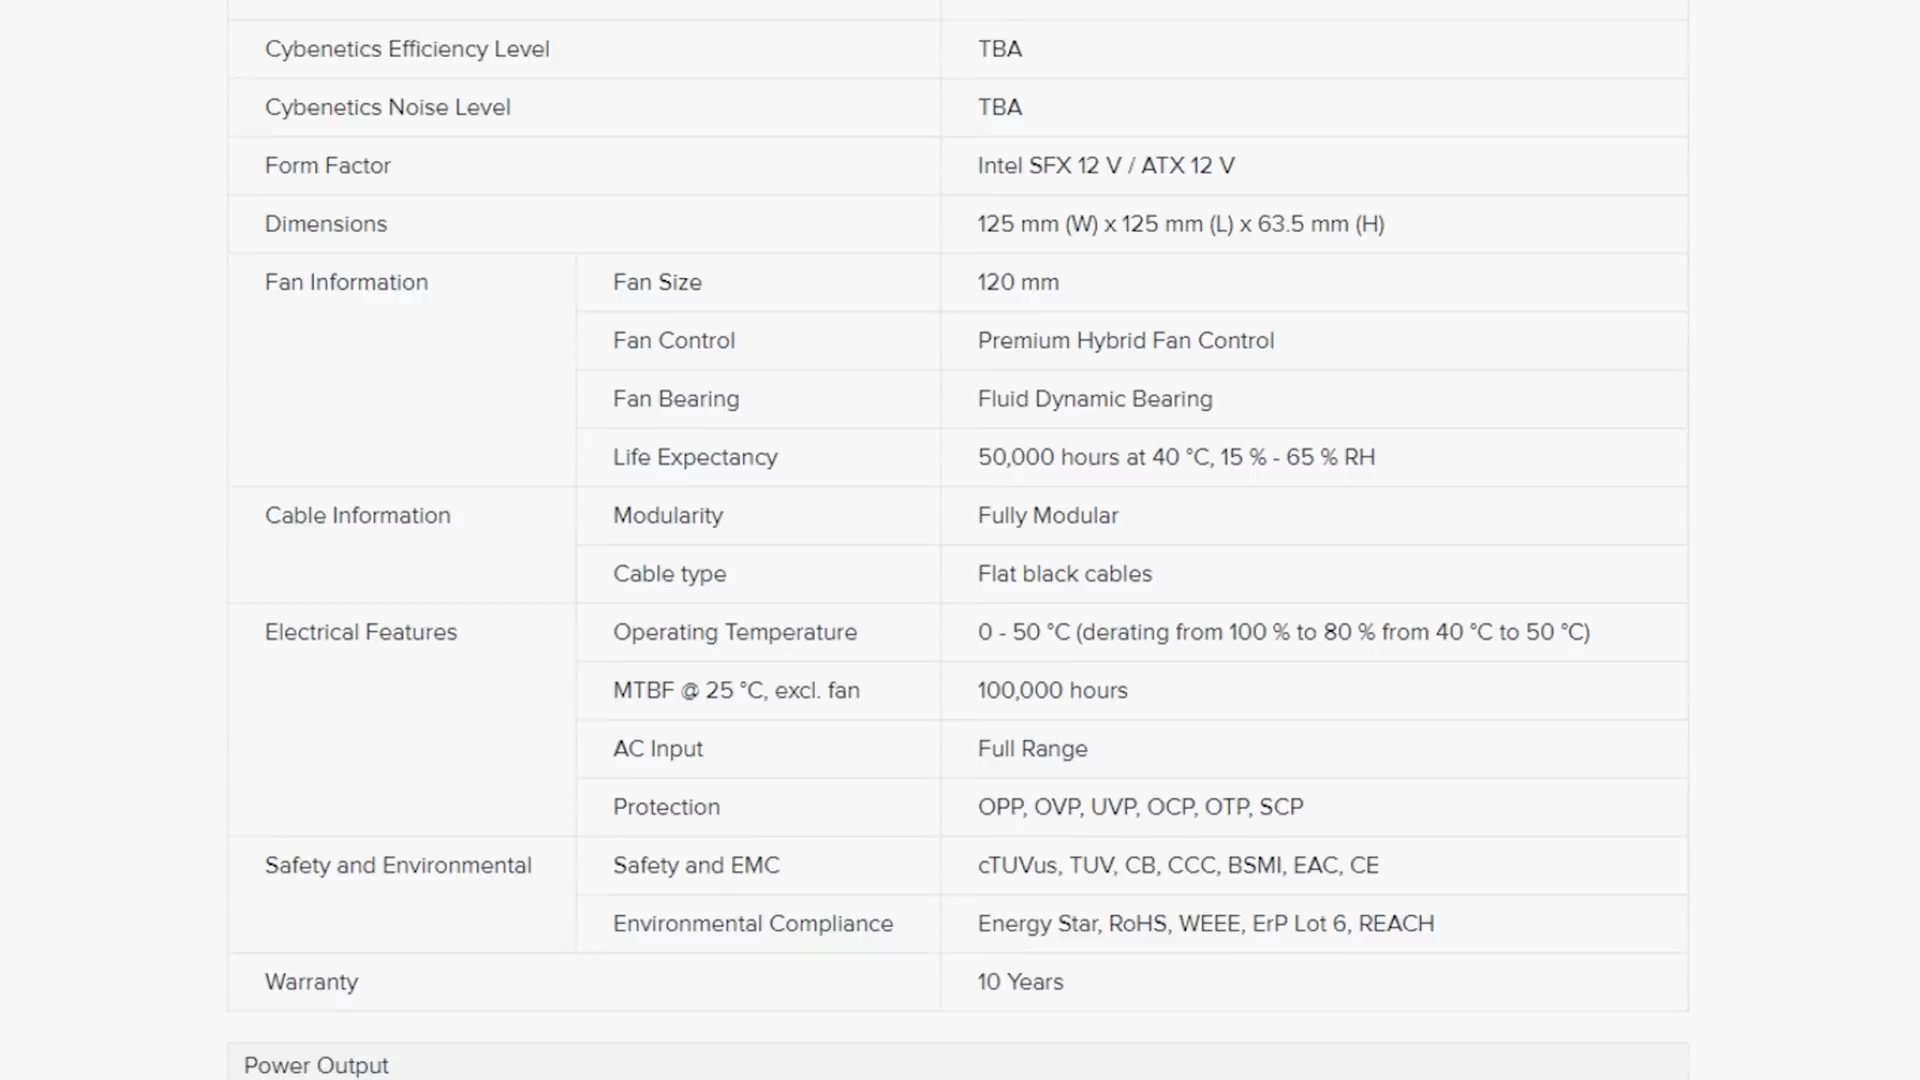 Cybenetics Efficiency Level TBA
Cybenetics Noise Level TBA
Form Factor Intel SFX 12 V / ATX 12 V
Dimensions 125 mm (W) x 125 mm (L) x 63.5 mm (H)
Fan Information Fan Size 120 mm
Fan Control Premium Hybrid Fan Control
Fan Bearing Fluid Dynamic Bearing
Life Expectancy 50,000 hours at 40 °C, 15 % - 65 % RH
Cable Information Modularity Fully Modular
Cable type Flat black cables
Electrical Features Operating Temperature 0 - 50 °C (derating from 100 % to 80 % from 40 °C to 50 °C)
MTBF @ 25 °C, excl. fan 100,000 hours
AC Input Full Range
Protection OPP, OVP, UVP, OCP, OTP, SCP
Safety and Environmental Safety and EMC cTUVus, TUV, CB, CCC, BSMI, EAC, CE
Environmental Compliance Energy Star, RoHS, WEEE, ErP Lot 6, REACH
Warranty 10 Years
Power Output